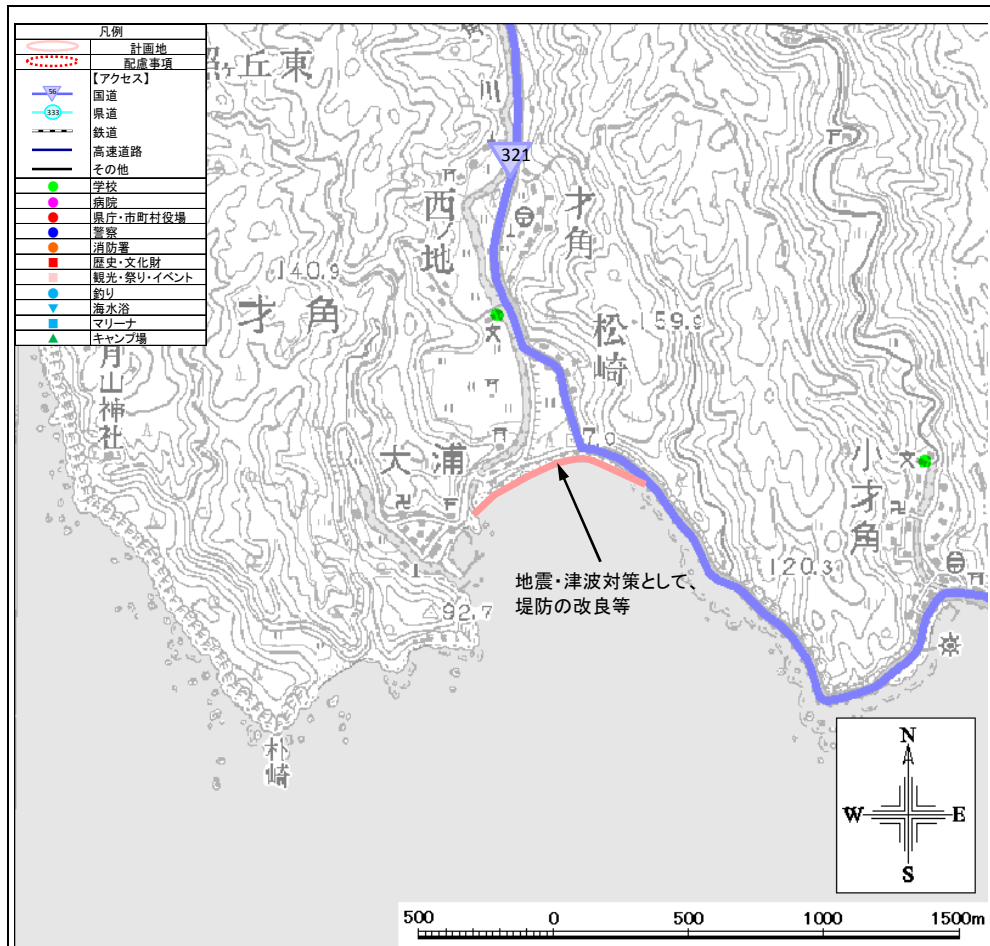 凡例
計画地
配慮事項
【アクセス】
56 国道
333 県道
鉄道
高速道路
その他
学校
病院
県庁・市町村役場
警察
消防署
歴史・文化財
観光・祭り・イベント
釣り
海水浴
マリーナ
キャンプ場
ヶ丘東
川
321
西ノ地
才角
140.9
才角
松崎
159.9
月山神社
大浦
7.0
小才角
地震・津波対策として、
堤防の改良等
120.3
92.7
朴崎
N
W E
S
500 0 500 1000 1500m